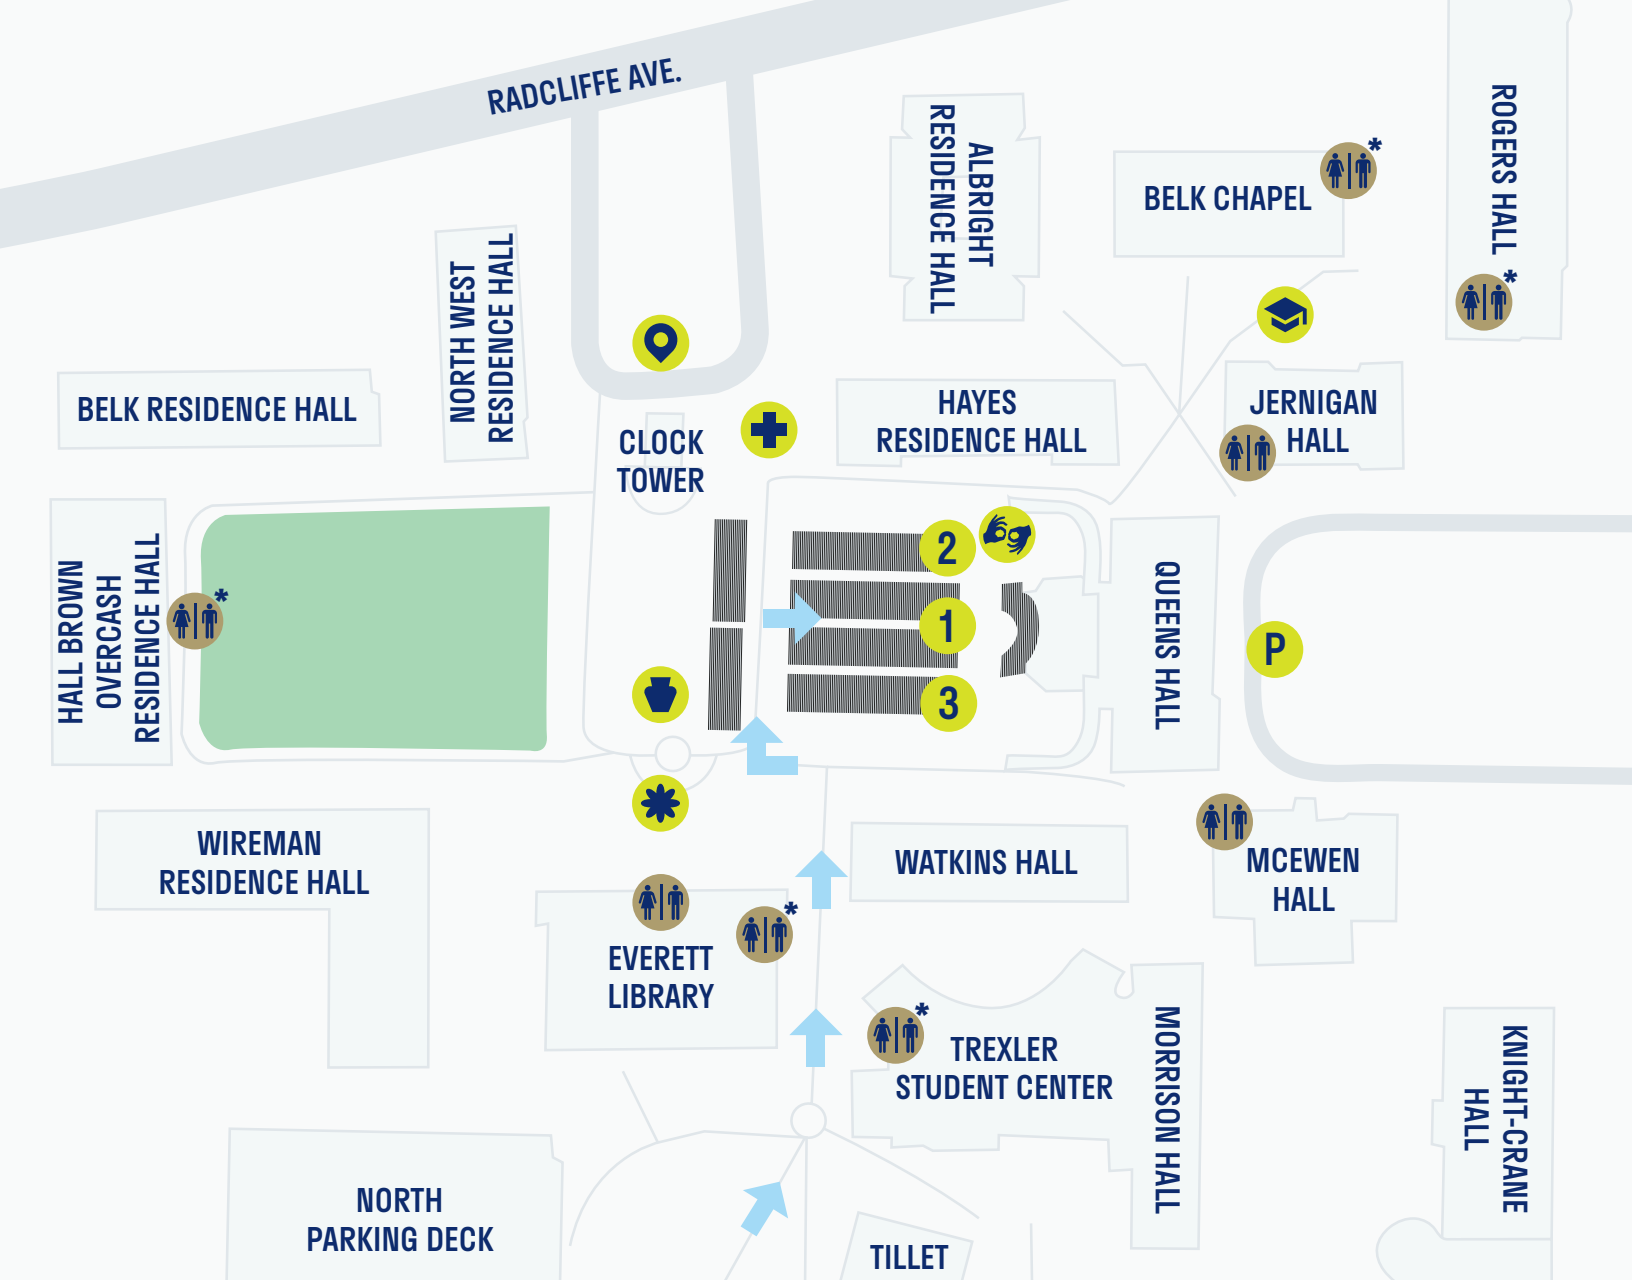 RADCLIFFE AVE.
ALBRIGHT
RESIDENCE HALL
BELK CHAPEL
*
ROGERS HALL
*
NORTH WEST
RESIDENCE HALL
BELK RESIDENCE HALL
CLOCK
TOWER
HAYES
RESIDENCE HALL
JERNIGAN
HALL
HALL BROWN
OVERCASH
RESIDENCE HALL
*
2
1
3
QUEENS HALL
P
WIREMAN
RESIDENCE HALL
WATKINS HALL
MCEWEN
HALL
*
EVERETT
LIBRARY
*
TREXLER
STUDENT CENTER
MORRISON HALL
KNIGHT-CRANE
HALL
NORTH
PARKING DECK
TILLET